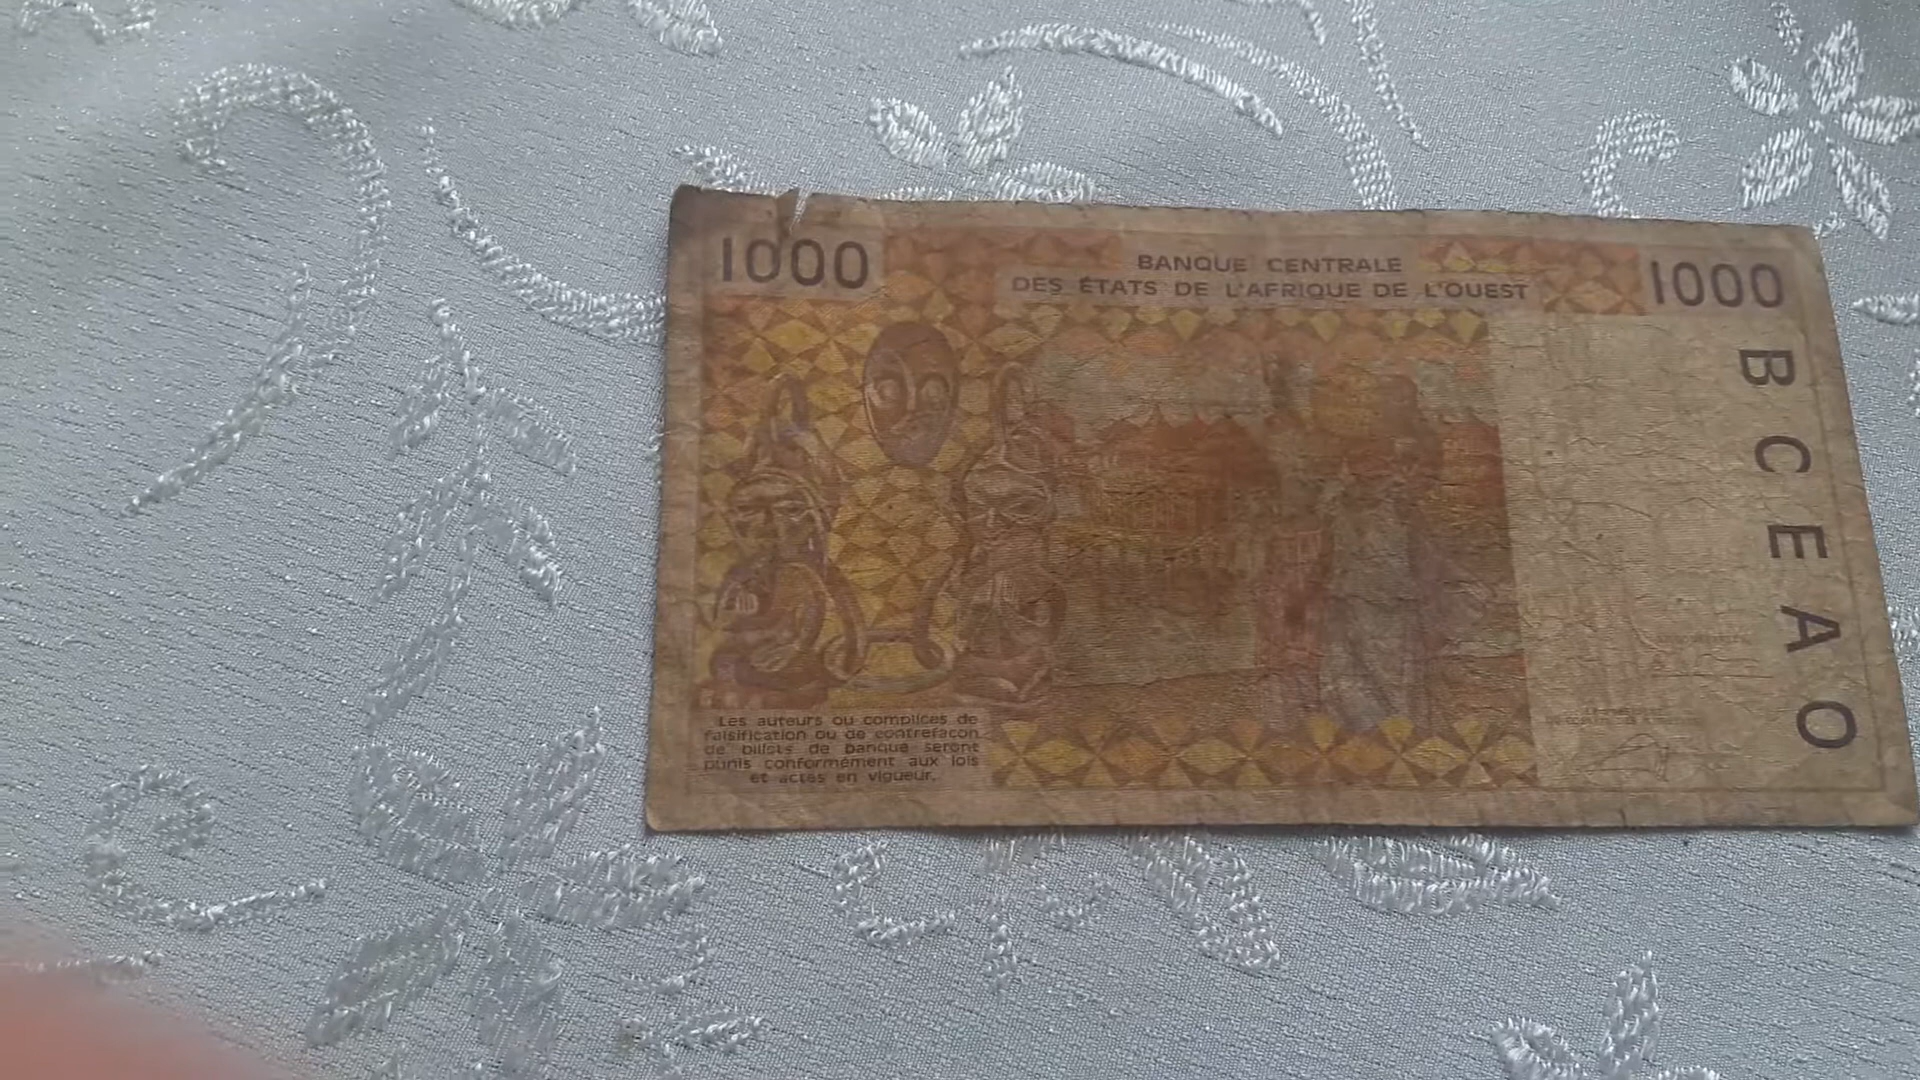 1000
BANQUE CENTRALE
DES ÉTATS DE L'AFRIQUE DE L'OUEST
1000
BCEAO
Les auteurs ou complices de
falsification ou de contrefaçon
de billets de banque seront
punis conformément aux lois
et actes en vigueur.